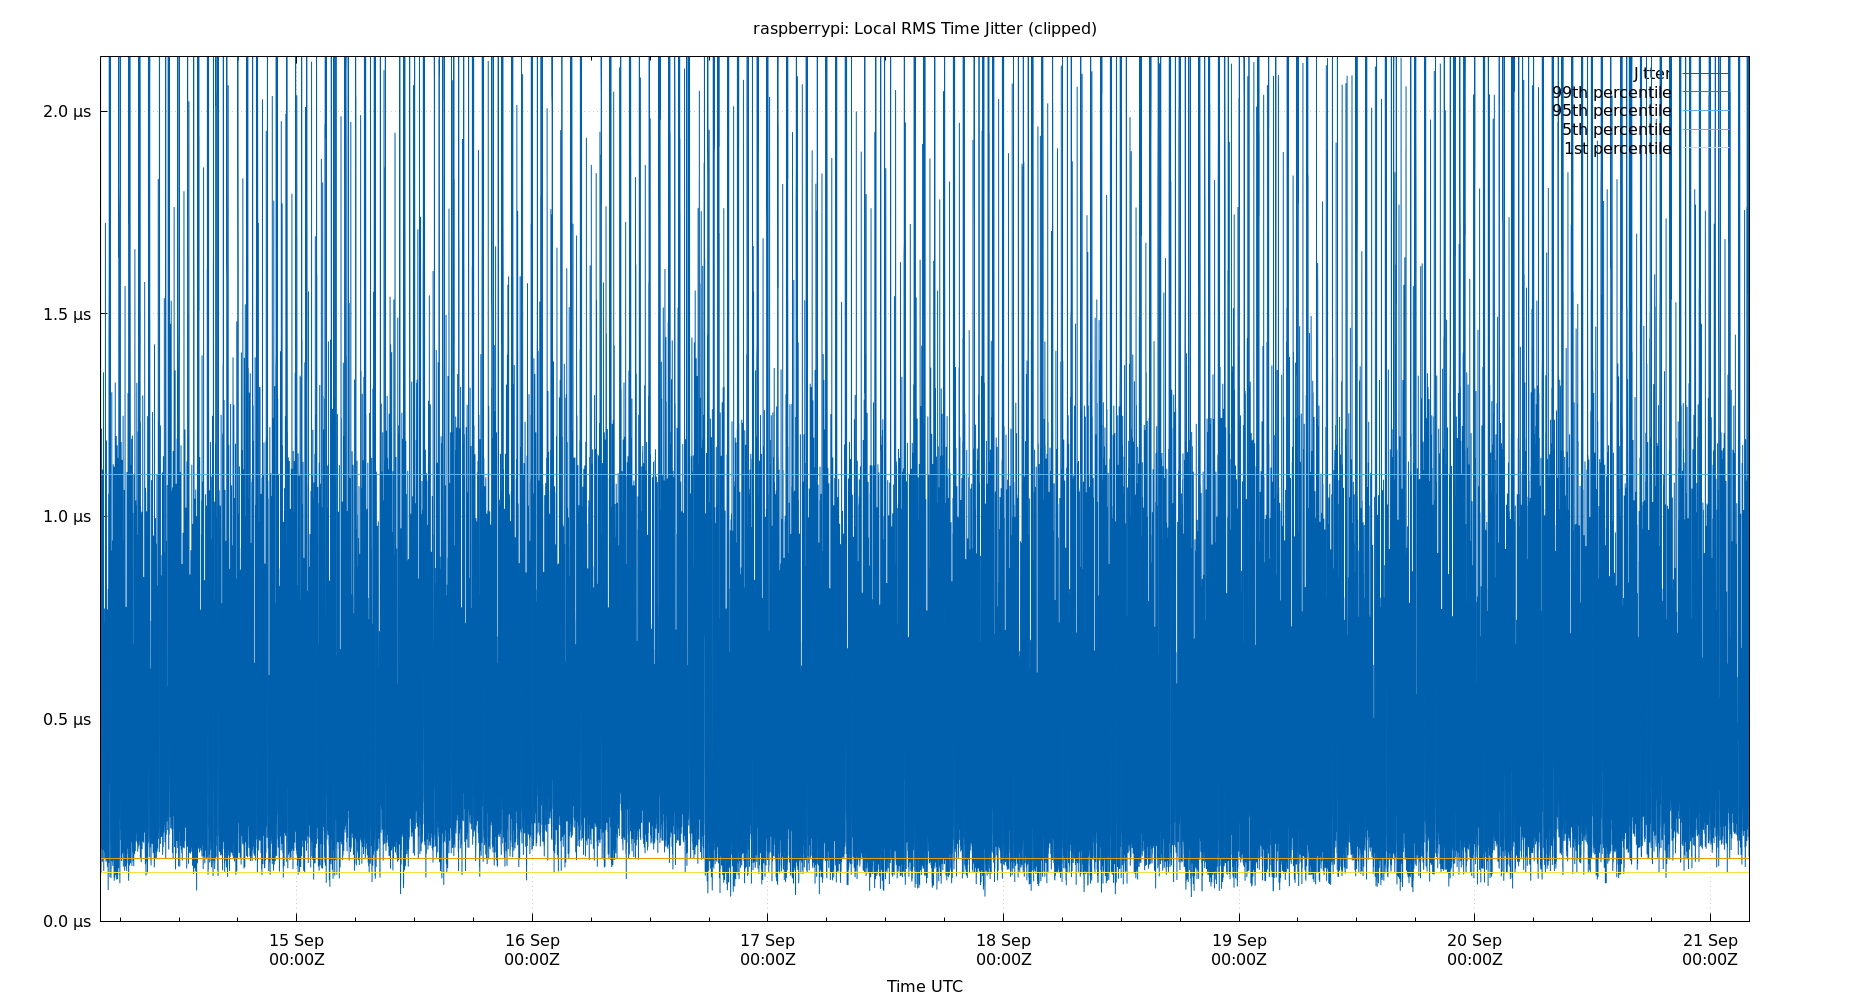 raspberrypi: Local RMS Time Jitter (clipped)
Jitter
99th percentile
95th percentile
5th percentile
1st percentile
2.0 μs
1.5 μs
1.0 μs
0.5 μs
0.0 μs
15 Sep 16 Sep 17 Sep 18 Sep 19 Sep 20 Sep 21 Sep
00:00Z 00:00Z 00:00Z 00:00Z 00:00Z 00:00Z 00:00Z
Time UTC